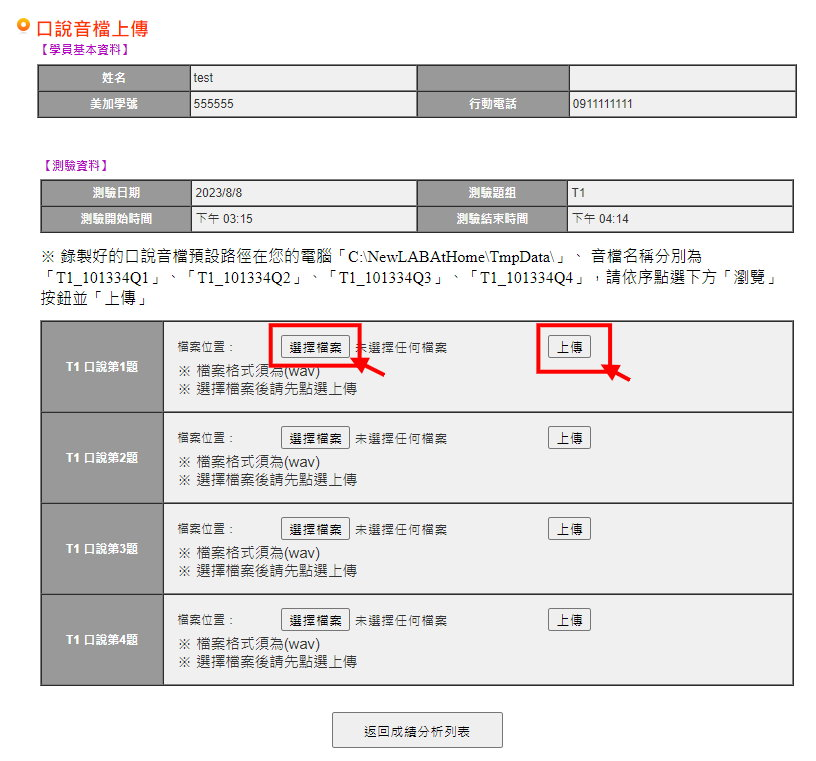 口說音檔上傳
【學員基本資料】
姓名 test
美加學號 555555 行動電話 0911111111
【測驗資料】
測驗日期 2023/8/8 測驗題組 T1
測驗開始時間 下午 03:15 測驗結束時間 下午 04:14
※ 錄製好的口說音檔預設路徑在您的電腦「C:\NewLABAtHome\TmpData\」、 音檔名稱分別為
「T1_101334Q1」、「T1_101334Q2」、「T1_101334Q3」、「T1_101334Q4」，請依序點選下方「瀏覽」
按鈕並「上傳」
T1 口說第1題 檔案位置： 選擇檔案 未選擇任何檔案 上傳
※ 檔案格式須為(wav)
※ 選擇檔案後請先點選上傳
T1 口說第2題 檔案位置： 選擇檔案 未選擇任何檔案 上傳
※ 檔案格式須為(wav)
※ 選擇檔案後請先點選上傳
T1 口說第3題 檔案位置： 選擇檔案 未選擇任何檔案 上傳
※ 檔案格式須為(wav)
※ 選擇檔案後請先點選上傳
T1 口說第4題 檔案位置： 選擇檔案 未選擇任何檔案 上傳
※ 檔案格式須為(wav)
※ 選擇檔案後請先點選上傳
返回成績分析列表